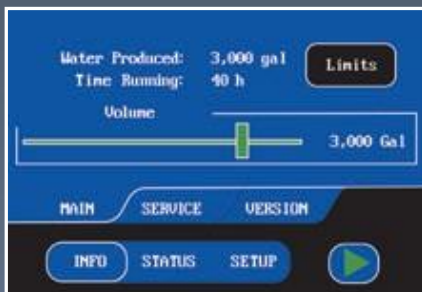 Water Produced: 3,000 gal
Limits
Time Running: 40 h
Volume
3,000 Gal
MAIN SERVICE VERSION
INFO STATUS SETUP